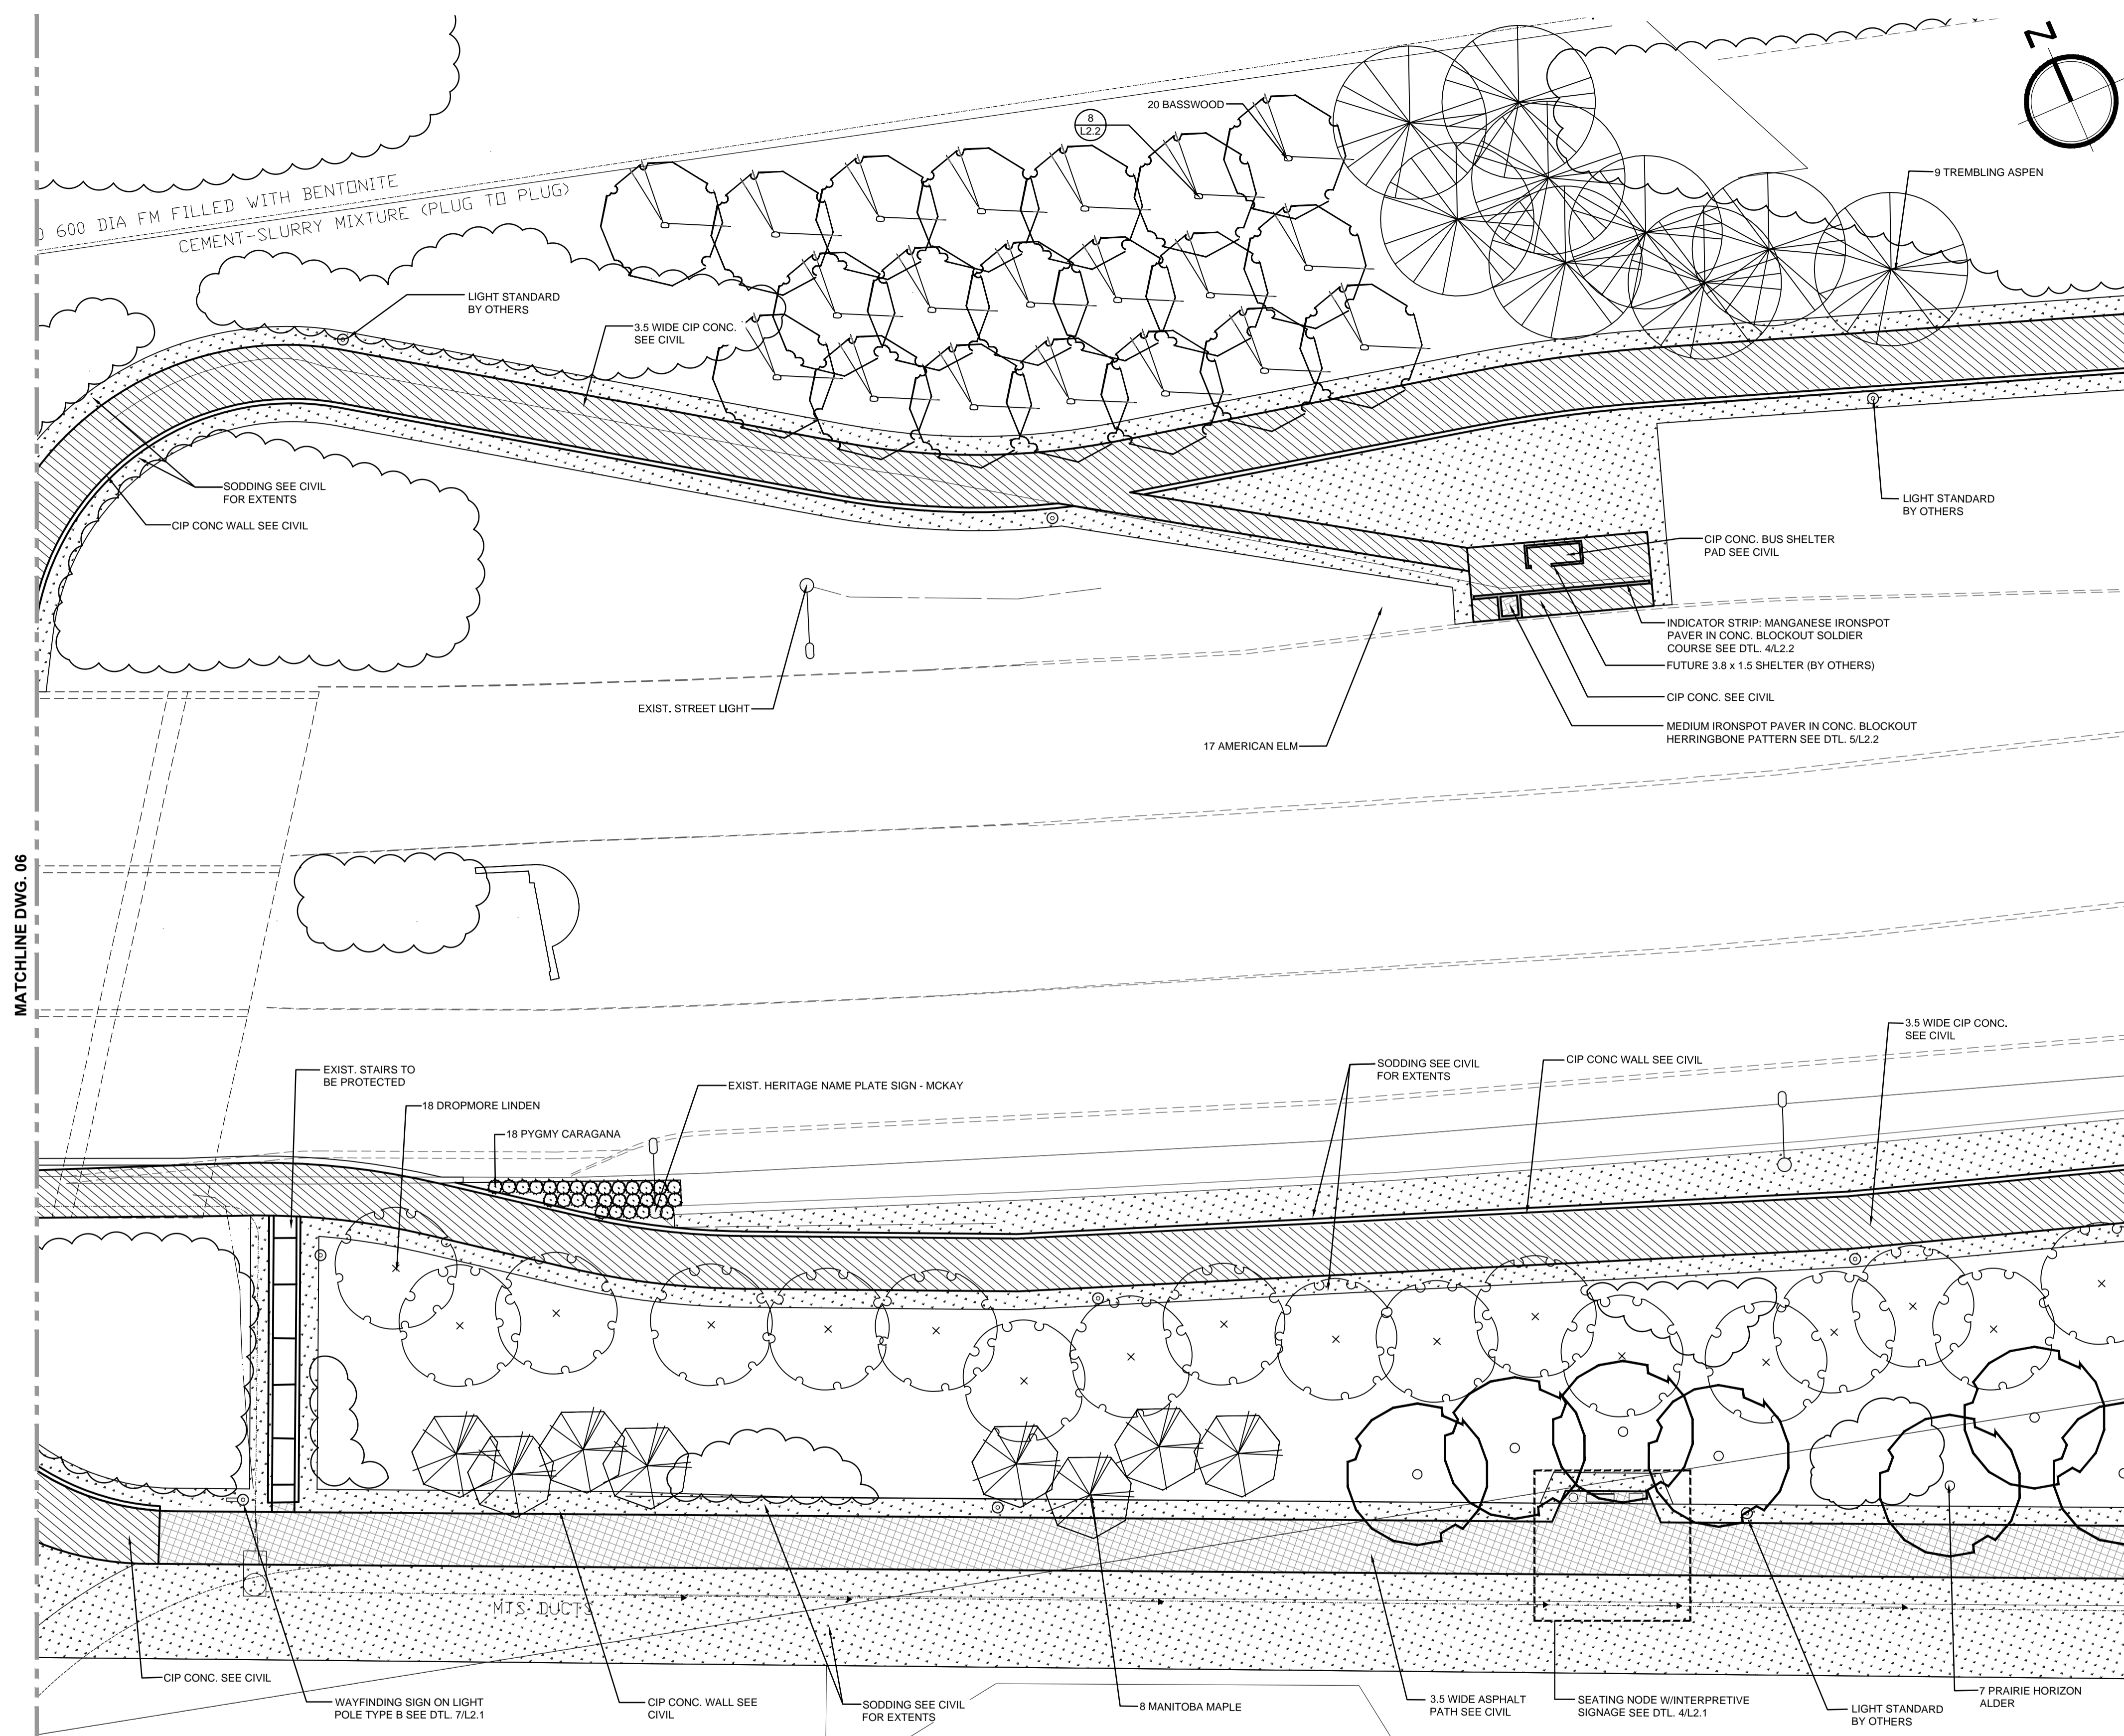 N
20 BASSWOOD
8
L2.2
9 TREMBLING ASPEN
600 DIA FM FILLED WITH BENTONITE
CEMENT-SLURRY MIXTURE (PLUG TO PLUG)
LIGHT STANDARD
BY OTHERS
3.5 WIDE CIP CONC.
SEE CIVIL
SODDING SEE CIVIL
FOR EXTENTS
CIP CONC WALL SEE CIVIL
LIGHT STANDARD
BY OTHERS
CIP CONC. BUS SHELTER
PAD SEE CIVIL
INDICATOR STRIP: MANGANESE IRONSPOT
PAVER IN CONC. BLOCKOUT SOLDIER
COURSE SEE DTL. 4/L2.2
FUTURE 3.8 x 1.5 SHELTER (BY OTHERS)
CIP CONC. SEE CIVIL
MEDIUM IRONSPOT PAVER IN CONC. BLOCKOUT
HERRINGBONE PATTERN SEE DTL. 5/L2.2
EXIST. STREET LIGHT
17 AMERICAN ELM
MATCHLINE DWG. 06
3.5 WIDE CIP CONC.
SEE CIVIL
EXIST. STAIRS TO
BE PROTECTED
EXIST. HERITAGE NAME PLATE SIGN - MCKAY
SODDING SEE CIVIL
FOR EXTENTS
CIP CONC WALL SEE CIVIL
18 DROPMORE LINDEN
18 PYGMY CARAGANA
MTS DUCTS
CIP CONC. SEE CIVIL
WAYFINDING SIGN ON LIGHT
POLE TYPE B SEE DTL. 7/L2.1
CIP CONC. WALL SEE
CIVIL
SODDING SEE CIVIL
FOR EXTENTS
8 MANITOBA MAPLE
3.5 WIDE ASPHALT
PATH SEE CIVIL
SEATING NODE W/INTERPRETIVE
SIGNAGE SEE DTL. 4/L2.1
LIGHT STANDARD
BY OTHERS
7 PRAIRIE HORIZON
ALDER